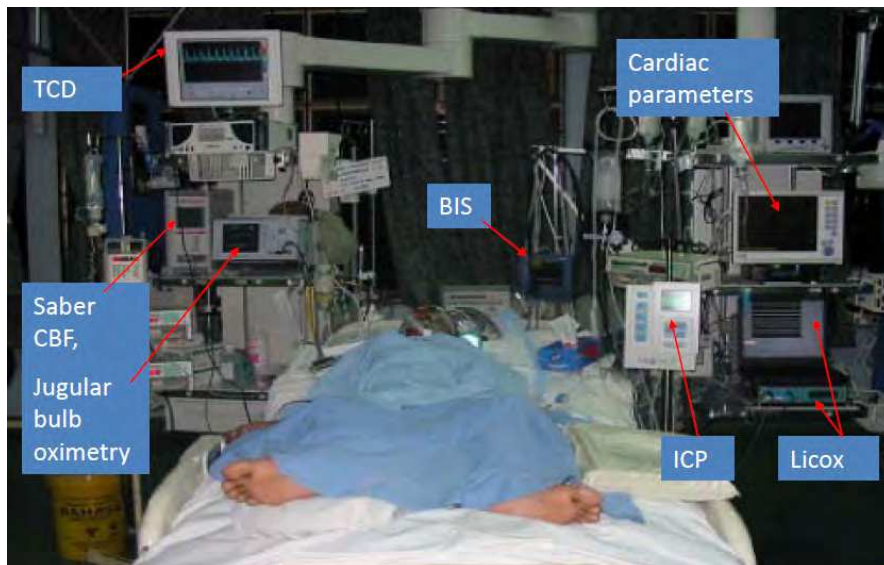 TCD
Cardiac
parameters
BIS
Saber
CBF,
Jugular
bulb
oximetry
ICP
Licox